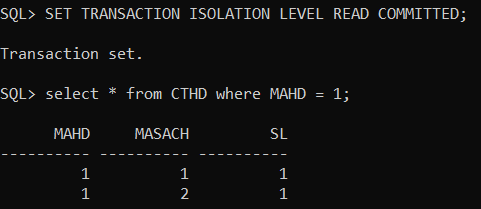 SQL> SET TRANSACTION ISOLATION LEVEL READ COMMITTED;
Transaction set.
SQL> select * from CTHD where MAHD = 1;
      MAHD    MASACH         SL
---------- ---------- ----------
         1          1          1
         1          2          1